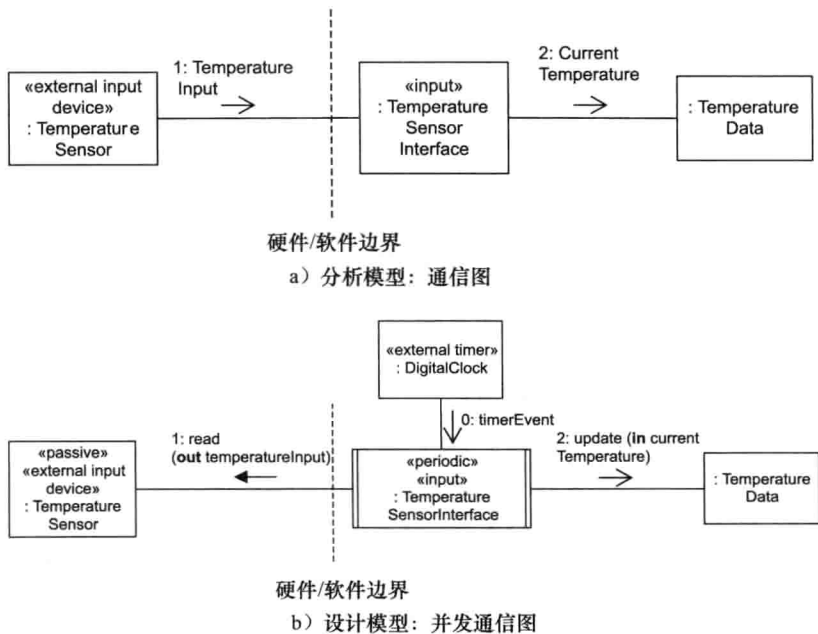 1: Temperature
Input
2: Current
Temperature
«external input
device»
: Temperature
Sensor
«input»
: Temperature
Sensor
Interface
: Temperature
Data
硬件/软件边界
a）分析模型：通信图
«external timer»
: DigitalClock
0: timerEvent
1: read
(out temperatureInput)
2: update (in current
Temperature)
«passive»
«external input
device»
: Temperature
Sensor
«periodic»
«input»
: Temperature
SensorInterface
: Temperature
Data
硬件/软件边界
b）设计模型：并发通信图